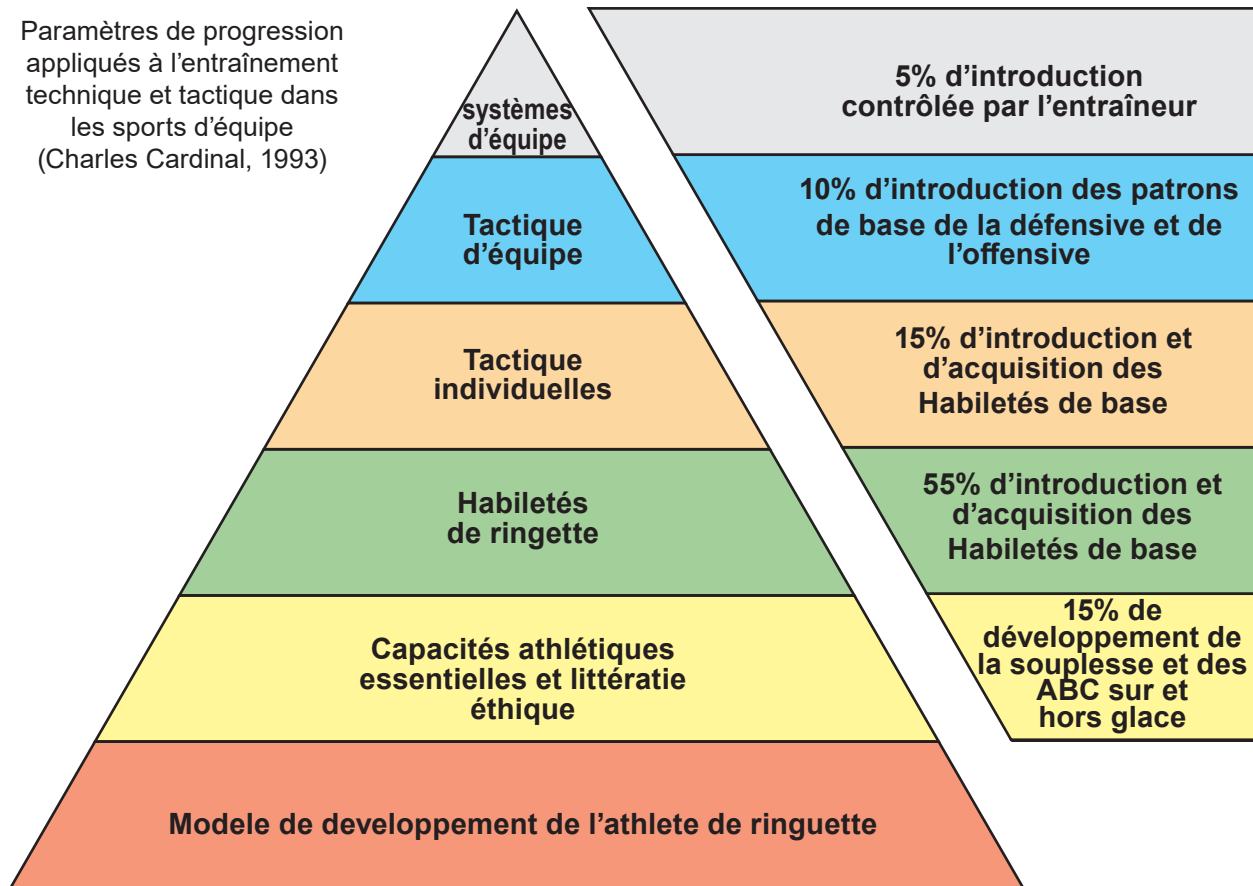 Paramètres de progression
appliqués à l'entraînement
technique et tactique dans
les sports d'équipe
(Charles Cardinal, 1993)
systèmes
d'équipe
5% d'introduction
contrôlée par l'entraîneur
Tactique
d'équipe
10% d'introduction des patrons
de base de la défensive et de
l'offensive
Tactique
individuelles
15% d'introduction et
d'acquisition des
Habiletés de base
Habiletés
de ringette
55% d'introduction et
d'acquisition des
Habiletés de base
Capacités athlétiques
essentielles et littératie
éthique
15% de
développement de
la souplesse et des
ABC sur et
hors glace
Modele de developpement de l'athlete de ringuette